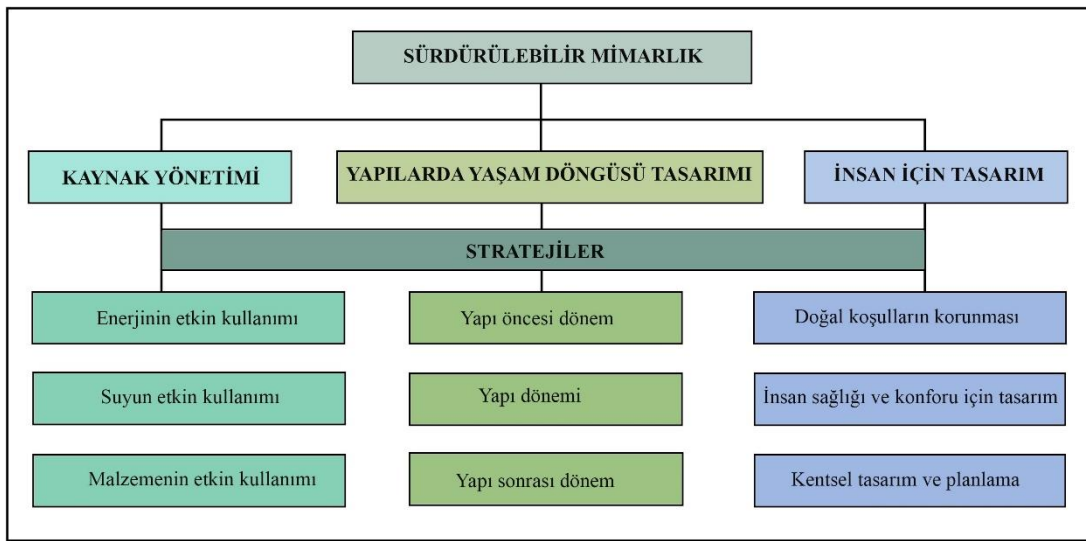 SÜRDÜRÜLEBİLİR MİMARLIK
KAYNAK YÖNETİMİ
YAPILARDA YAŞAM DÖNGÜSÜ TASARIMI
İNSAN İÇİN TASARIM
STRATEJİLER
Enerjinin etkin kullanımı
Yapı öncesi dönem
Doğal koşulların korunması
Suyun etkin kullanımı
Yapı dönemi
İnsan sağlığı ve konforu için tasarım
Malzemenin etkin kullanımı
Yapı sonrası dönem
Kentsel tasarım ve planlama